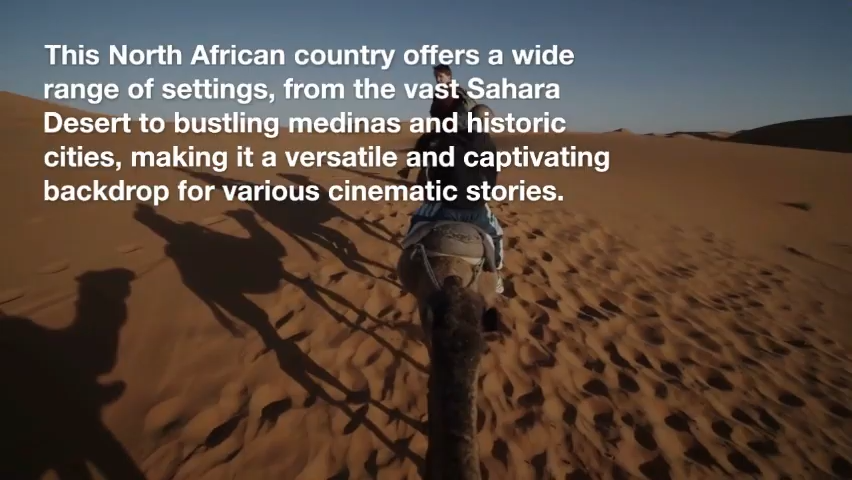 This North African country offers a wide
range of settings, from the vast Sahara
Desert to bustling medinas and historic
cities, making it a versatile and captivating
backdrop for various cinematic stories.